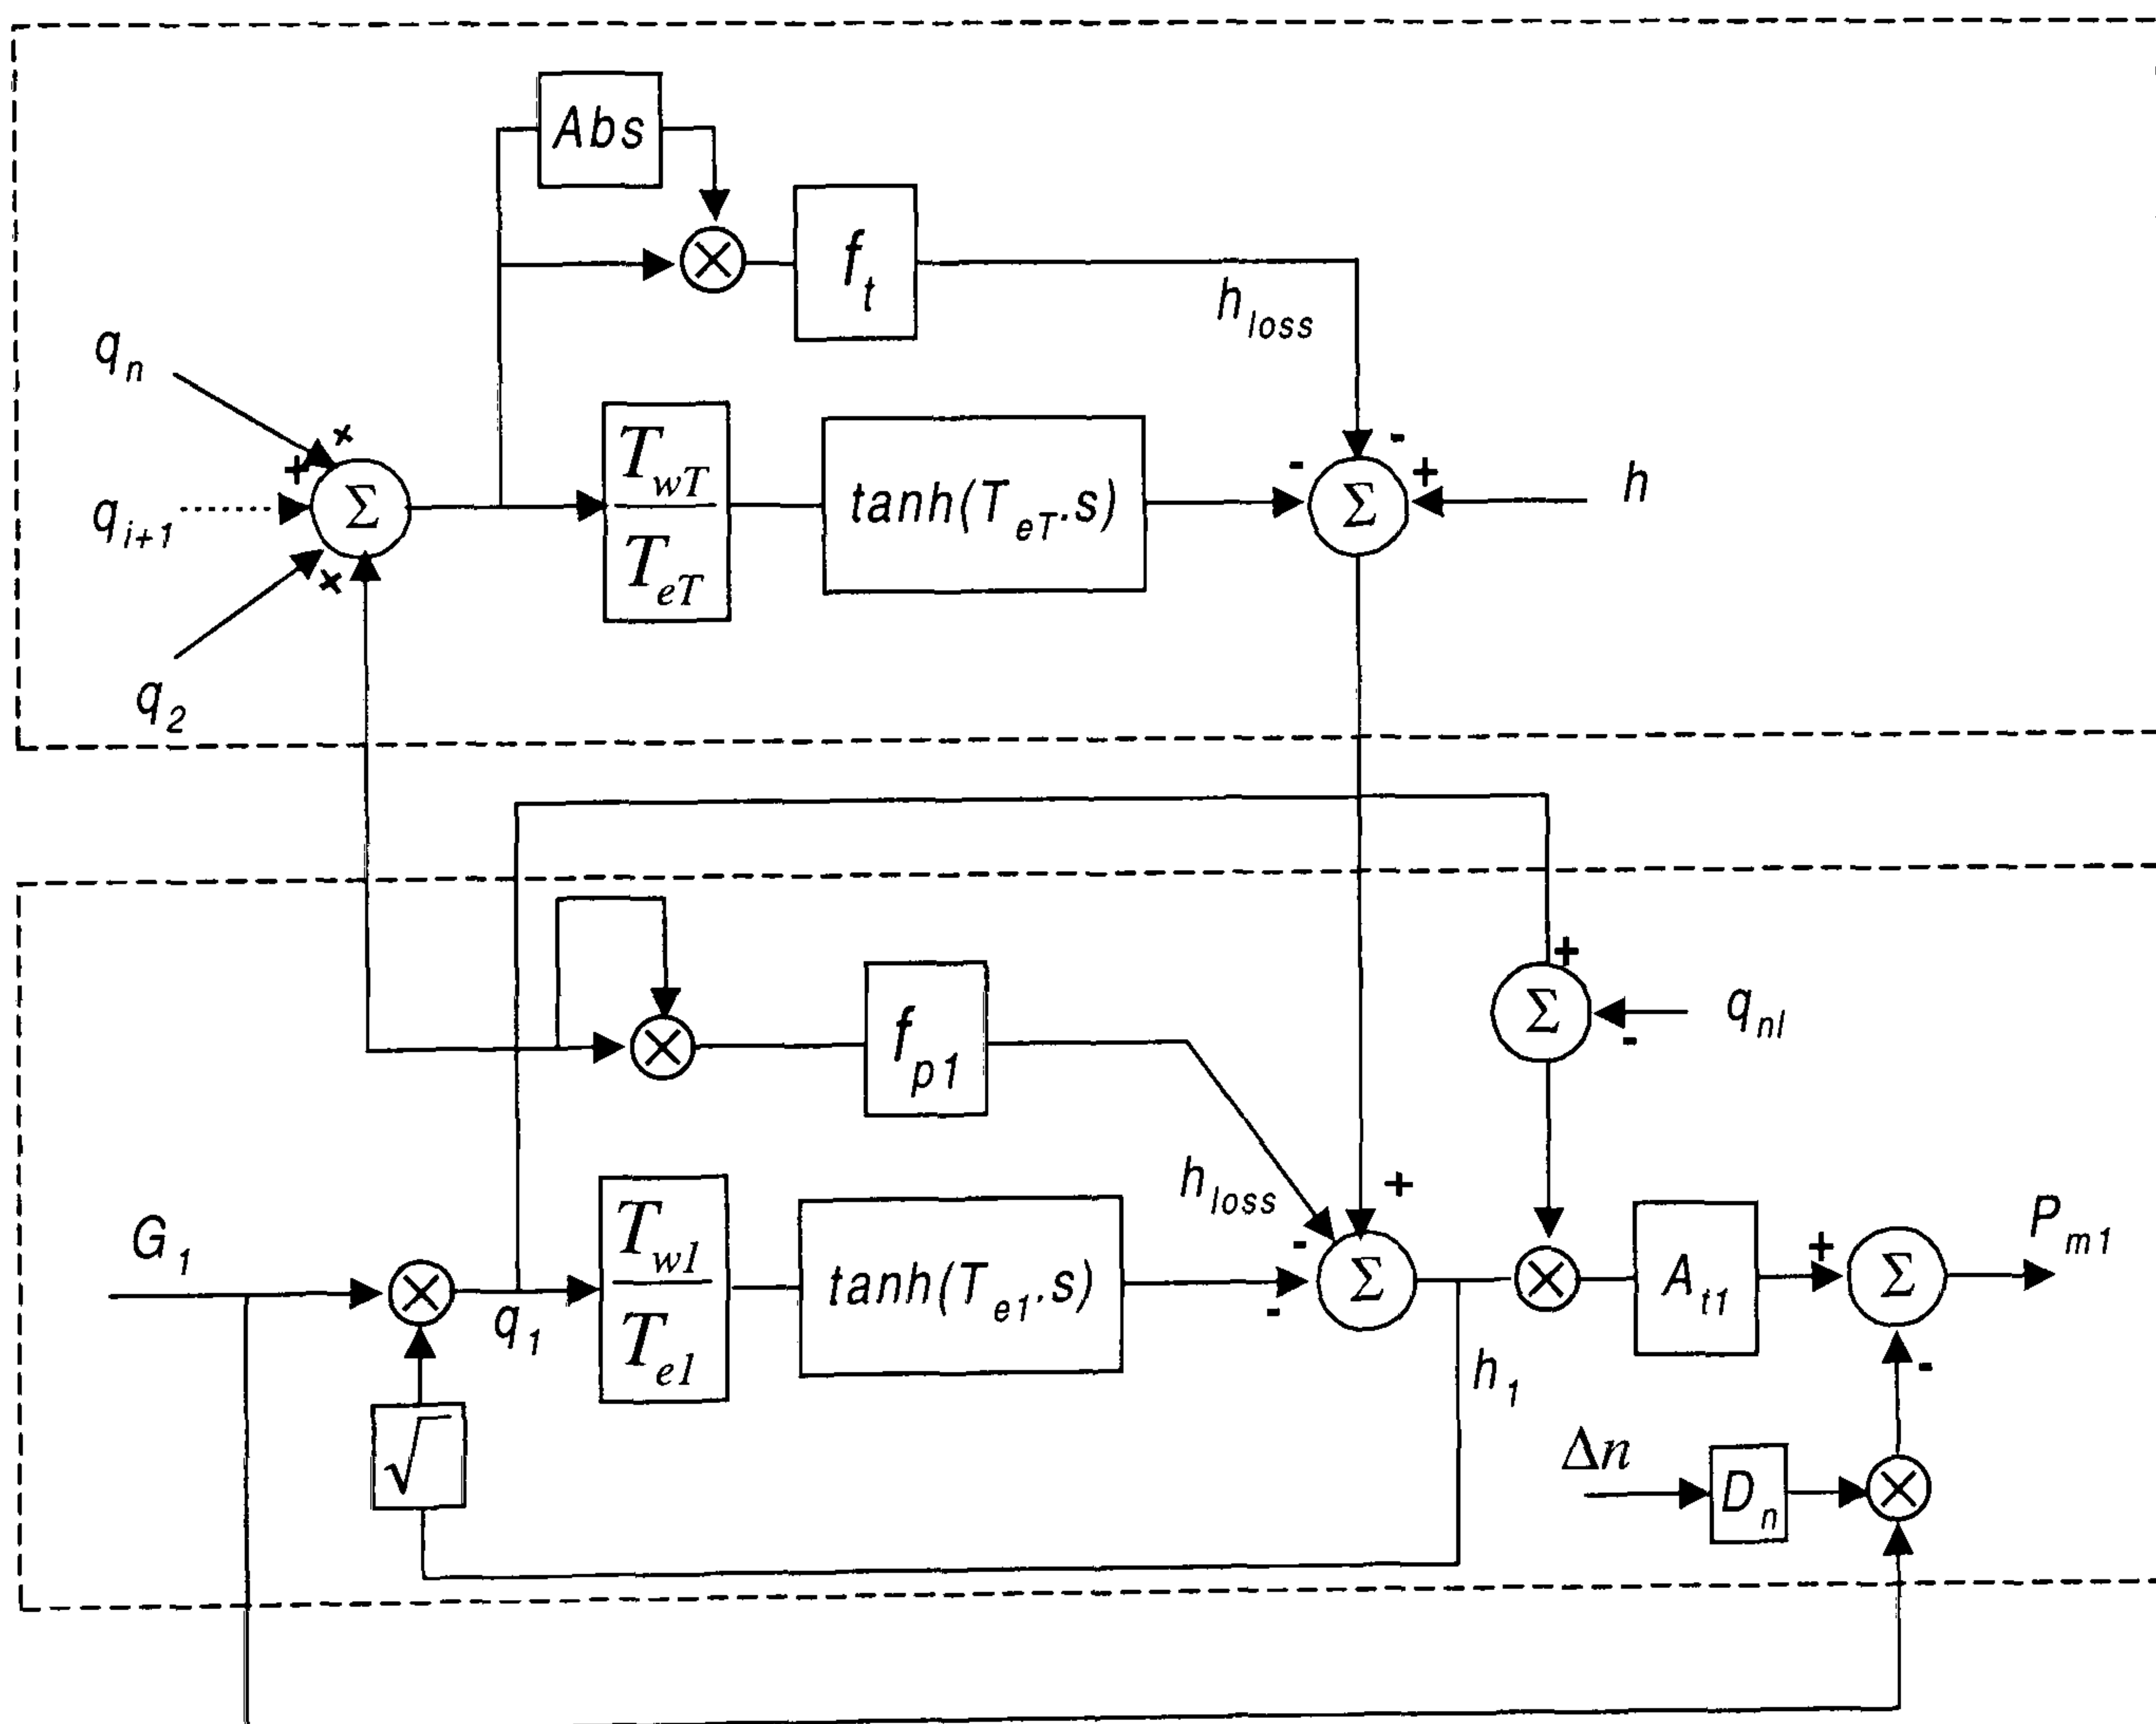 Abs
f_t
h_loss
q_n
+
+
q_{i+1}
Σ
+
q_2
T_wT
T_eT
tanh(T_eT.s)
-
-
+
Σ
h
+
Σ
q_nl
-
f_p1
h_loss
+
G_1
q_1
T_w1
T_e1
tanh(T_e1.s)
-
-
Σ
h_1
A_t1
+
Σ
P_m1
-
√
Δn
D_n